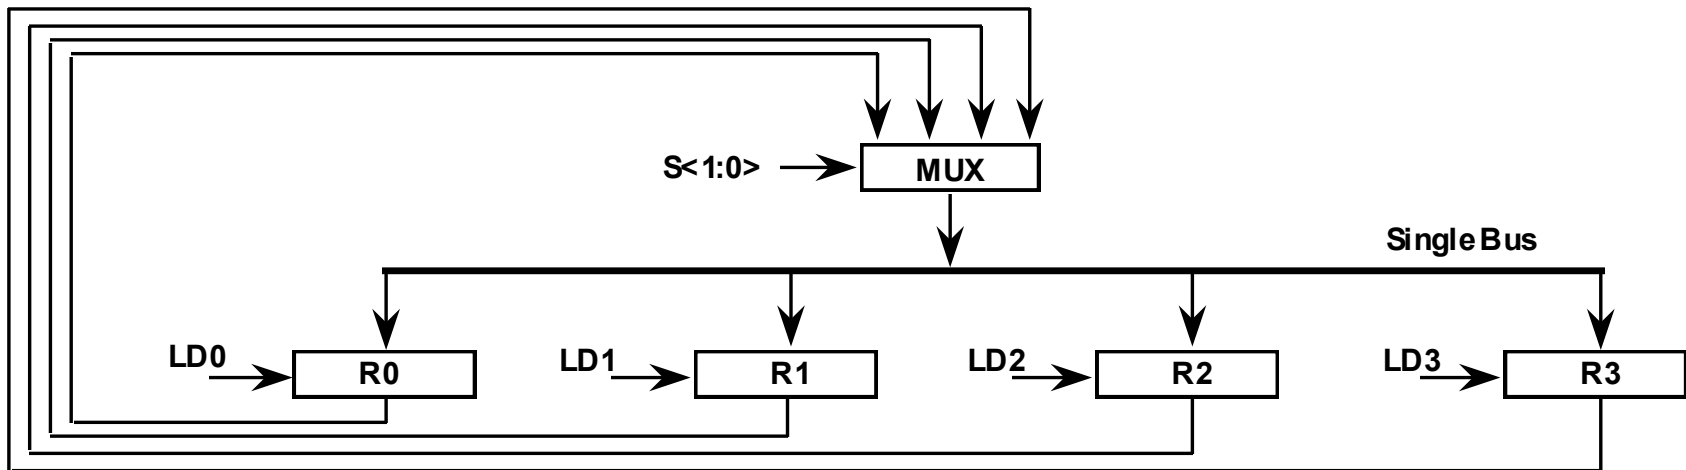 S<1:0>
MUX
Single Bus
LD0
R0
LD1
R1
LD2
R2
LD3
R3